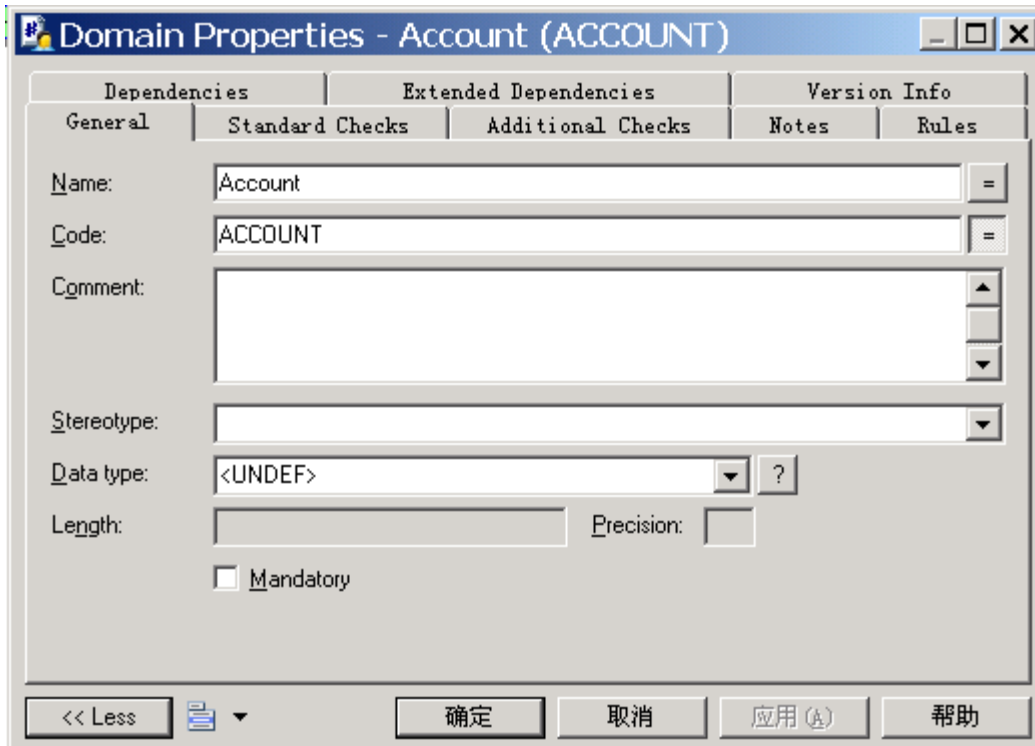 Domain Properties - Account (ACCOUNT)
Dependencies Extended Dependencies Version Info
General Standard Checks Additional Checks Notes Rules
Name: Account =
Code: ACCOUNT =
Comment:
Stereotype:
Data type: <UNDEF> ?
Length: Precision:
Mandatory
<< Less 确定 取消 应用(A) 帮助